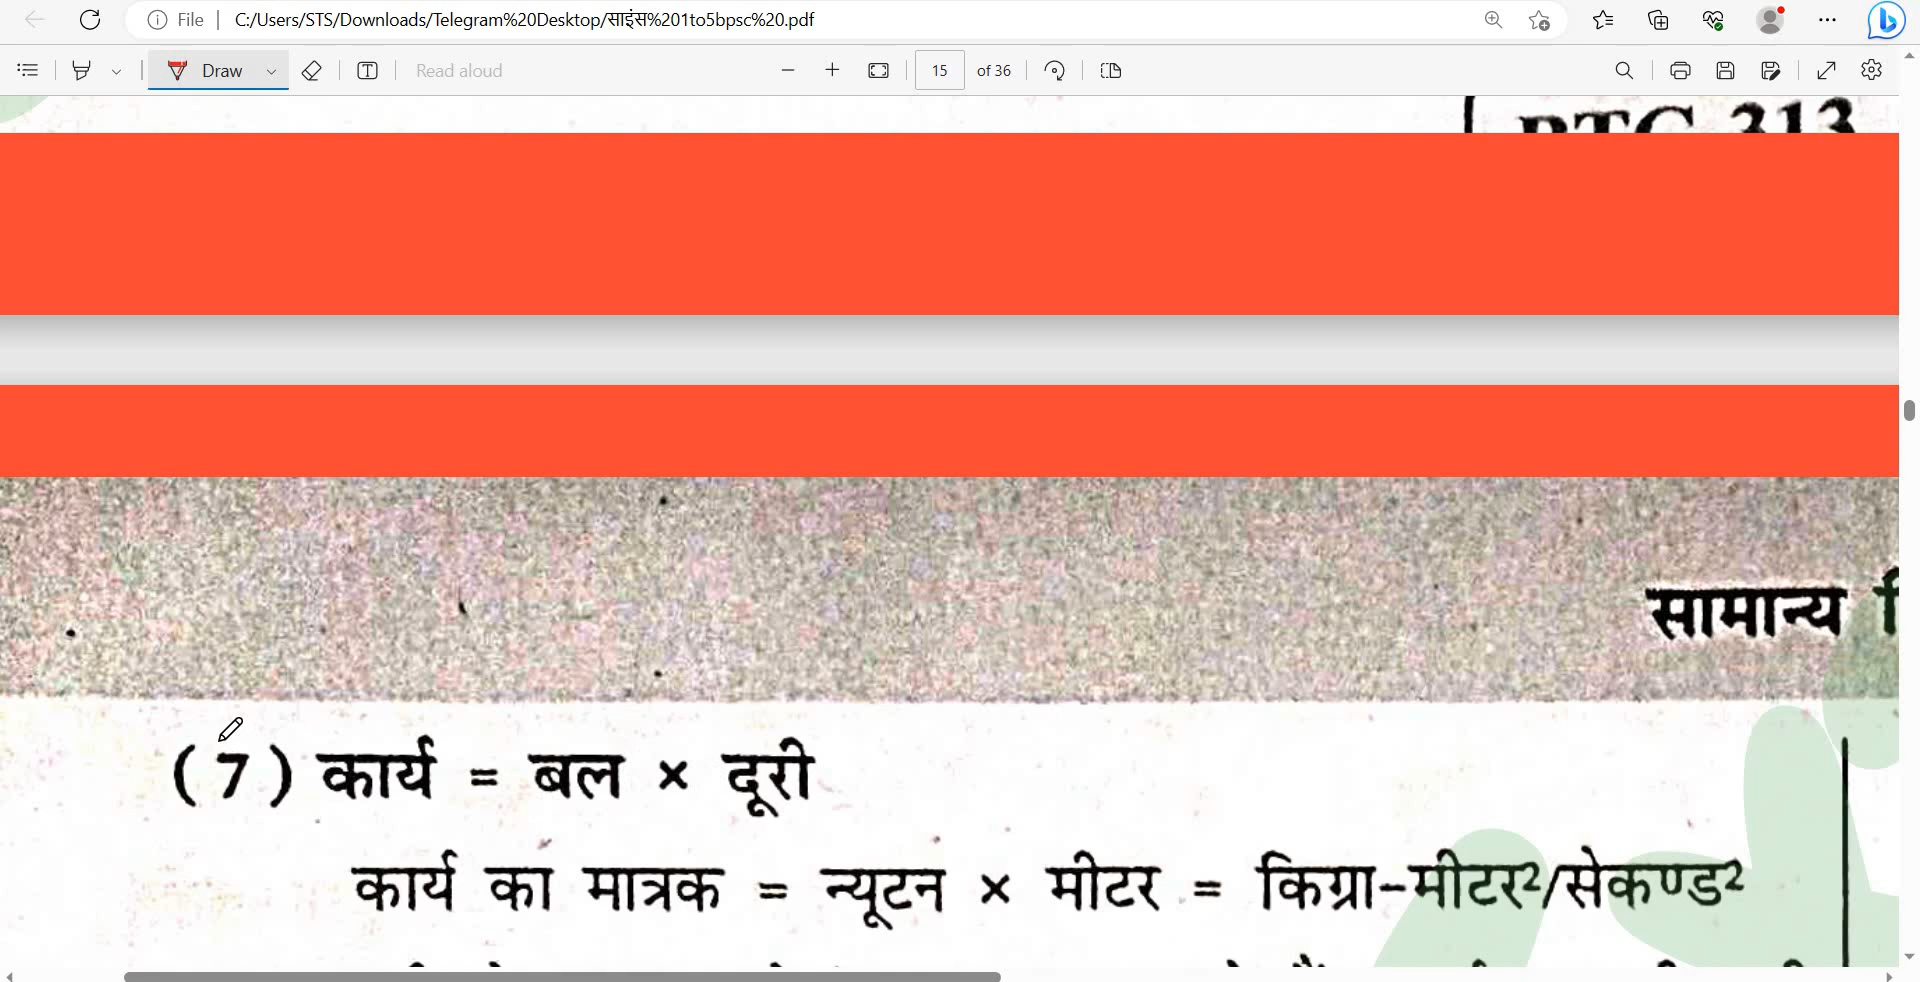 File C:/Users/STS/Downloads/Telegram%20Desktop/साइंस%201to5bpsc%20.pdf
Draw Read aloud 15 of 36
313
सामान्य
(7) कार्य = बल × दूरी
कार्य का मात्रक = न्यूटन × मीटर = किग्रा-मीटर²/सेकण्ड²